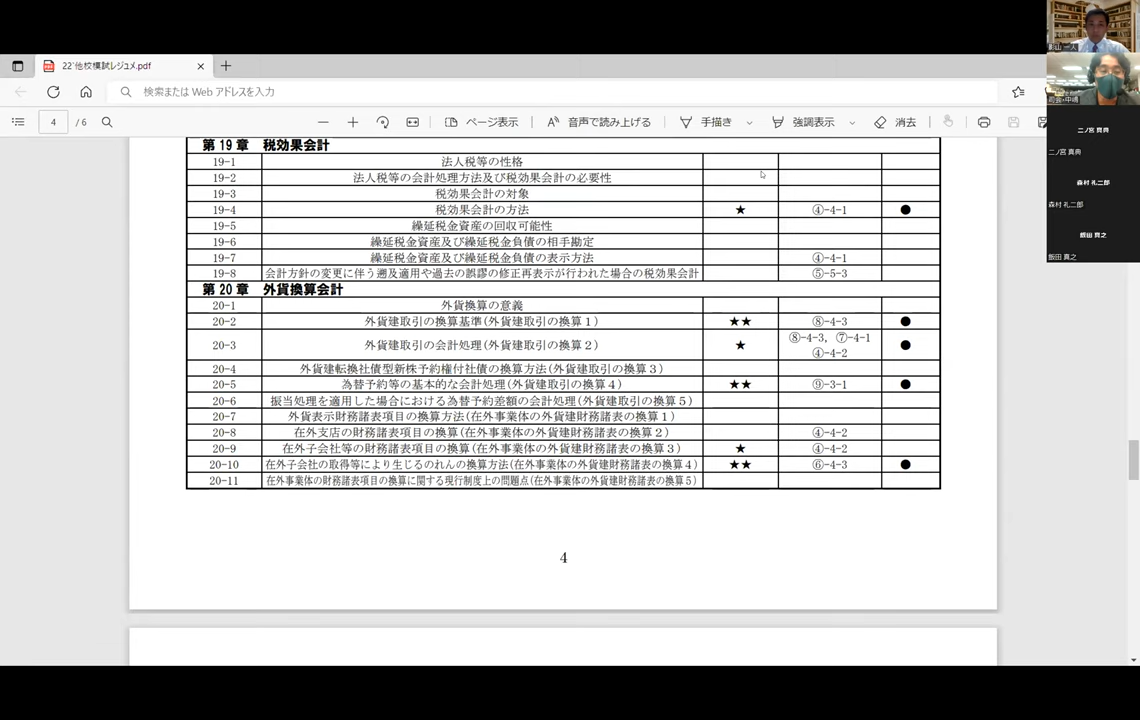 22'他校模試レジュメ.pdf
検索または Web アドレスを入力
4 / 6 ページ表示 音声で読み上げる 手描き 強調表示 消去
第19章 税効果会計
19-1 法人税等の性格
19-2 法人税等の会計処理方法及び税効果会計の必要性
19-3 税効果会計の対象
19-4 税効果会計の方法 ★ ④-4-1 ●
19-5 繰延税金資産の回収可能性
19-6 繰延税金資産及び繰延税金負債の相手勘定
19-7 繰延税金資産及び繰延税金負債の表示方法 ④-4-1
19-8 会計方針の変更に伴う遡及適用や過去の誤謬の修正再表示が行われた場合の税効果会計 ⑤-5-3
第20章 外貨換算会計
20-1 外貨換算の意義
20-2 外貨建取引の換算基準(外貨建取引の換算1) ★★ ⑧-4-3 ●
20-3 外貨建取引の会計処理(外貨建取引の換算2) ★ ⑧-4-3, ⑦-4-1 ●
④-4-2
20-4 外貨建転換社債型新株予約権付社債の換算方法(外貨建取引の換算3)
20-5 為替予約等の基本的な会計処理(外貨建取引の換算4) ★★ ⑨-3-1 ●
20-6 振当処理を適用した場合における為替予約差額の会計処理(外貨建取引の換算5)
20-7 外貨表示財務諸表項目の換算方法(在外事業体の外貨建財務諸表の換算1)
20-8 在外支店の財務諸表項目の換算(在外事業体の外貨建財務諸表の換算2) ④-4-2
20-9 在外子会社等の財務諸表項目の換算(在外事業体の外貨建財務諸表の換算3) ★ ④-4-2
20-10 在外子会社の取得等により生じるのれんの換算方法(在外事業体の外貨建財務諸表の換算4) ★★ ⑥-4-3 ●
20-11 在外事業体の財務諸表項目の換算に関する現行制度上の問題点(在外事業体の外貨建財務諸表の換算5)
4
影山 一人
司会・中嶋
二ノ宮 真典
二ノ宮 真典
森村 礼二郎
森村 礼二郎
飯田 真之
飯田 真之